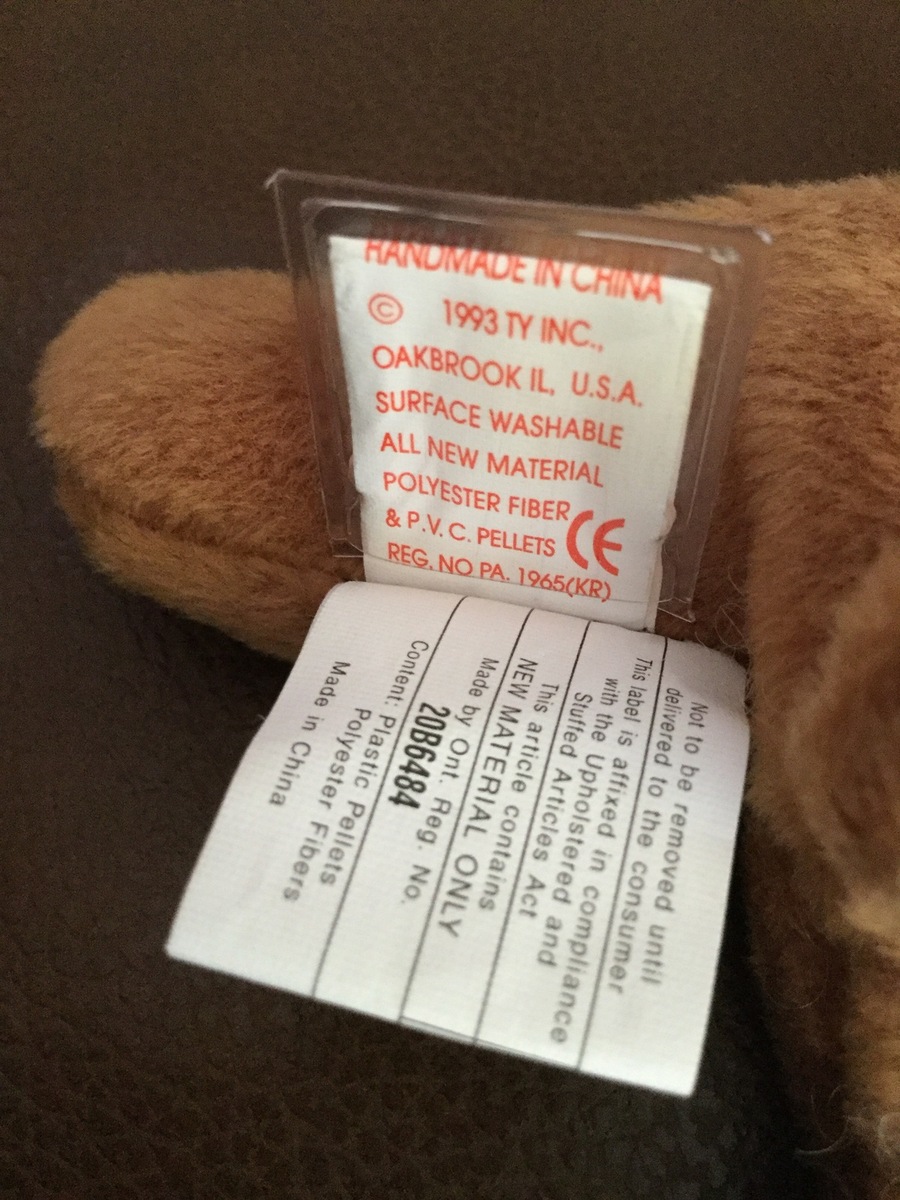 HANDMADE IN CHINA
© 1993 TY INC.,
OAKBROOK IL, U.S.A.
SURFACE WASHABLE
ALL NEW MATERIAL
POLYESTER FIBER
& P.V.C. PELLETS CE
REG. NO PA. 1965(KR)
Not to be removed until
delivered to the consumer
This label is affixed in compliance
with the Upholstered and
Stuffed Articles Act
This article contains
NEW MATERIAL ONLY
Made by Ont. Reg. No.
20B6484
Content: Plastic Pellets
Polyester Fibers
Made in China